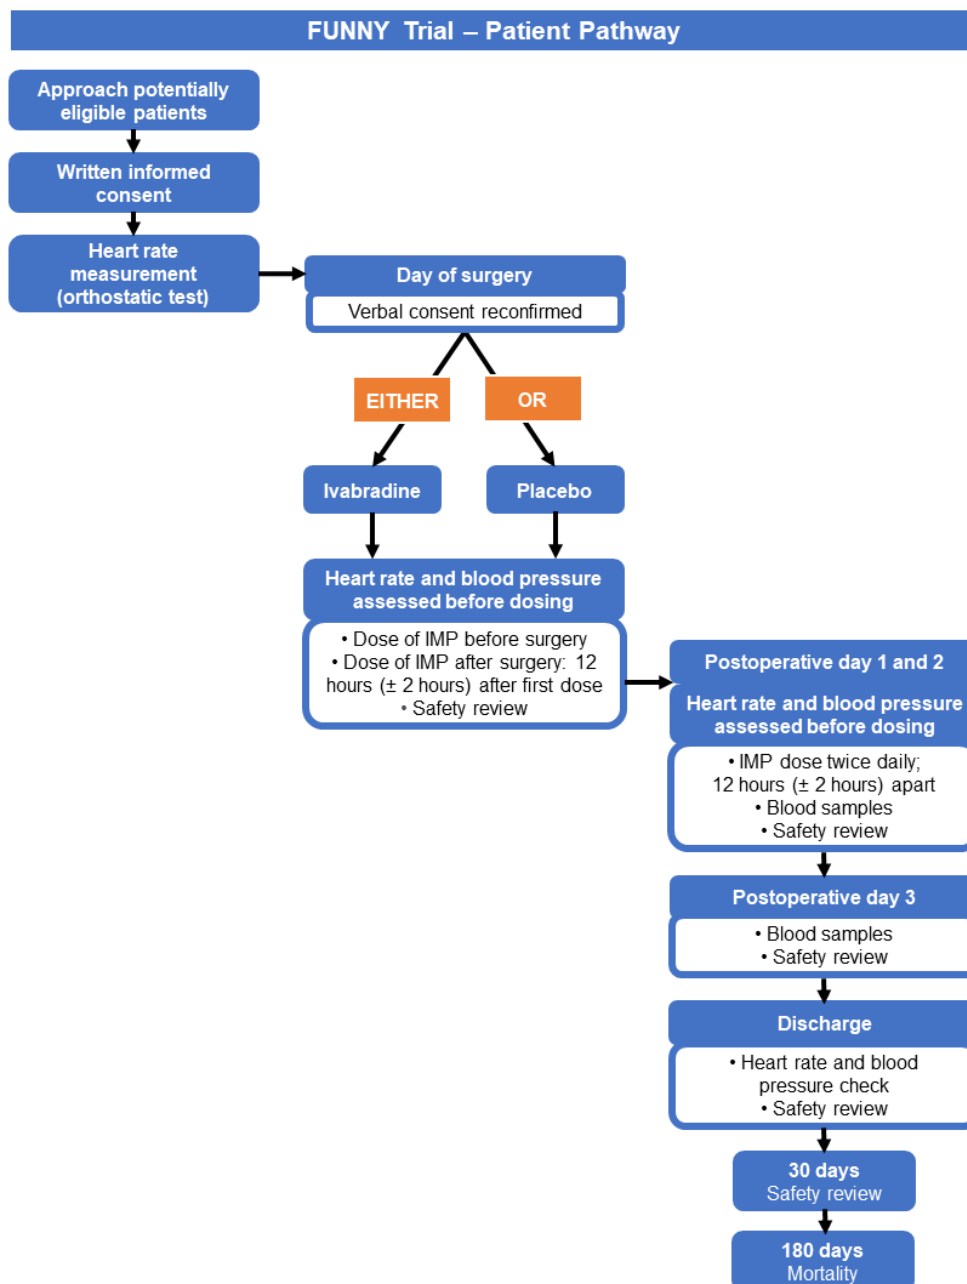 FUNNY Trial – Patient Pathway
Approach potentially
eligible patients
Written informed
consent
Heart rate
measurement
(orthostatic test)
Day of surgery
Verbal consent reconfirmed
EITHER
OR
Ivabradine
Placebo
Heart rate and blood pressure
assessed before dosing
• Dose of IMP before surgery
• Dose of IMP after surgery: 12
hours (± 2 hours) after first dose
• Safety review
Postoperative day 1 and 2
Heart rate and blood pressure
assessed before dosing
• IMP dose twice daily;
12 hours (± 2 hours) apart
• Blood samples
• Safety review
Postoperative day 3
• Blood samples
• Safety review
Discharge
• Heart rate and blood
pressure check
• Safety review
30 days
Safety review
180 days
Mortality